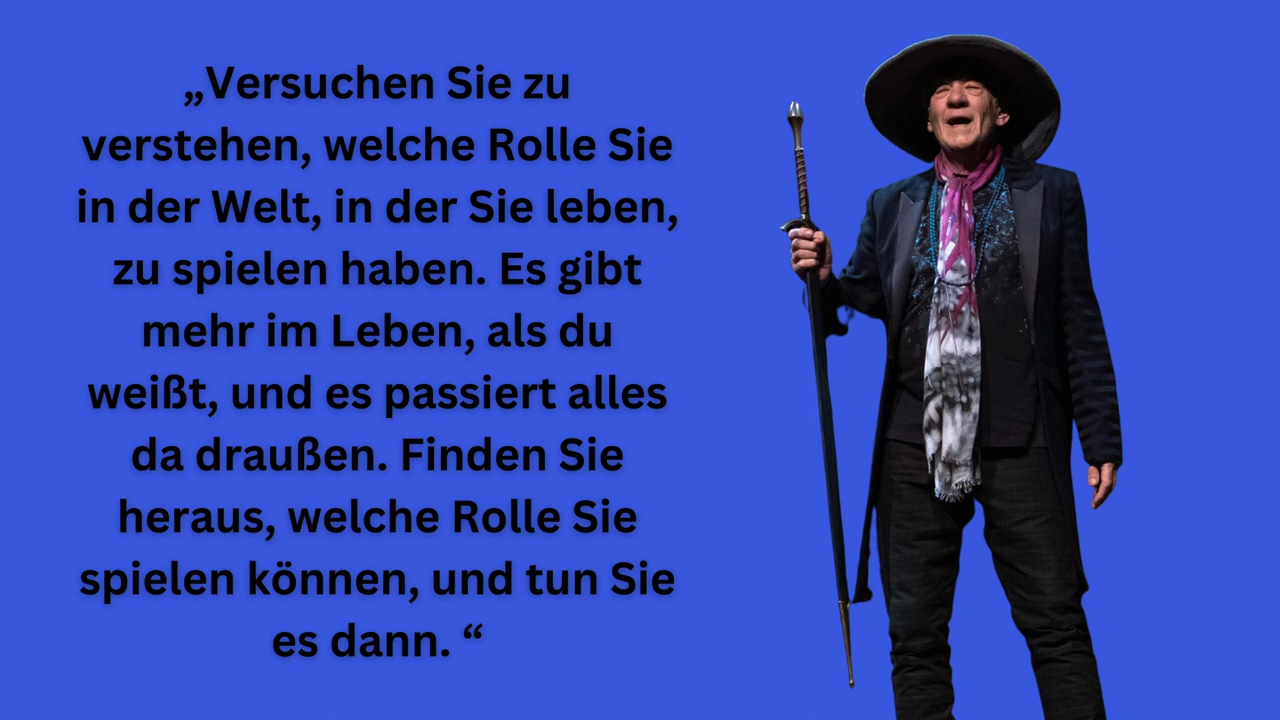 „Versuchen Sie zu
verstehen, welche Rolle Sie
in der Welt, in der Sie leben,
zu spielen haben. Es gibt
mehr im Leben, als du
weißt, und es passiert alles
da draußen. Finden Sie
heraus, welche Rolle Sie
spielen können, und tun Sie
es dann. “